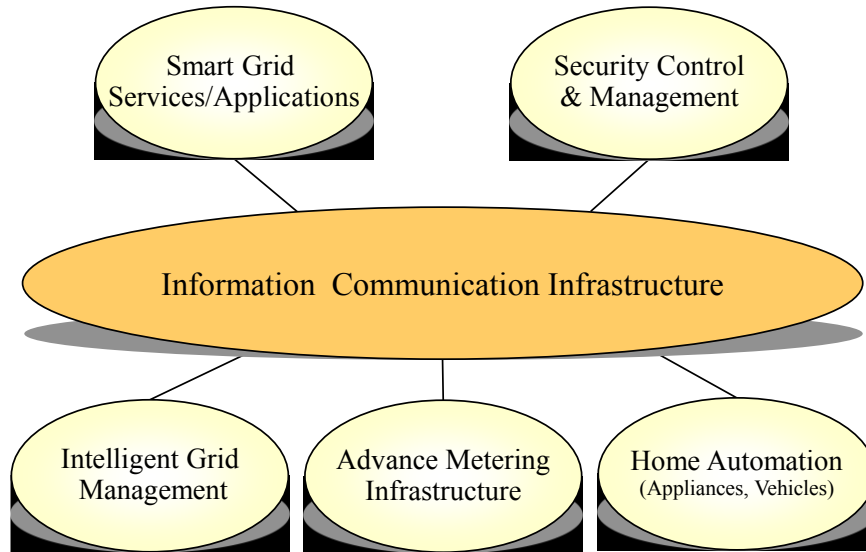 Smart Grid
Services/Applications
Security Control
& Management
Information  Communication Infrastructure
Intelligent Grid
Management
Advance Metering
Infrastructure
Home Automation
(Appliances, Vehicles)